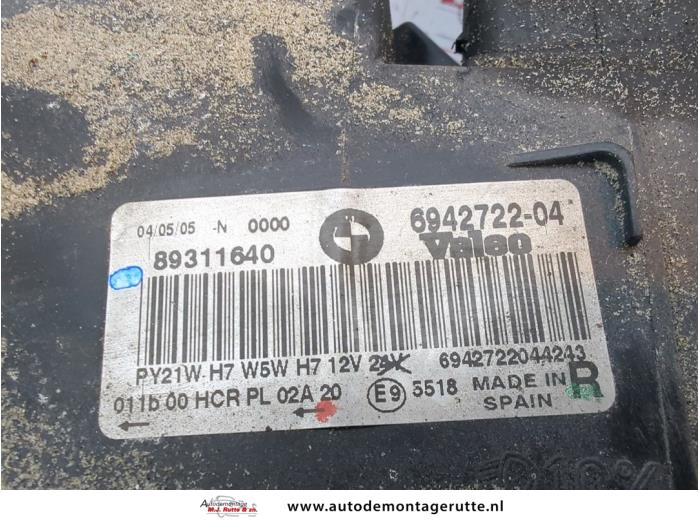 04/05/05 -N 0000
6942722-04
Valeo
89311640
PY21W H7 W5W H7 12V 24V 6942722044243
011b 00 HCR PL 02A 20 E9 5518 MADE IN SPAIN R
Autodemontage
M.J. Rutte & zn.
www.autodemontagerutte.nl